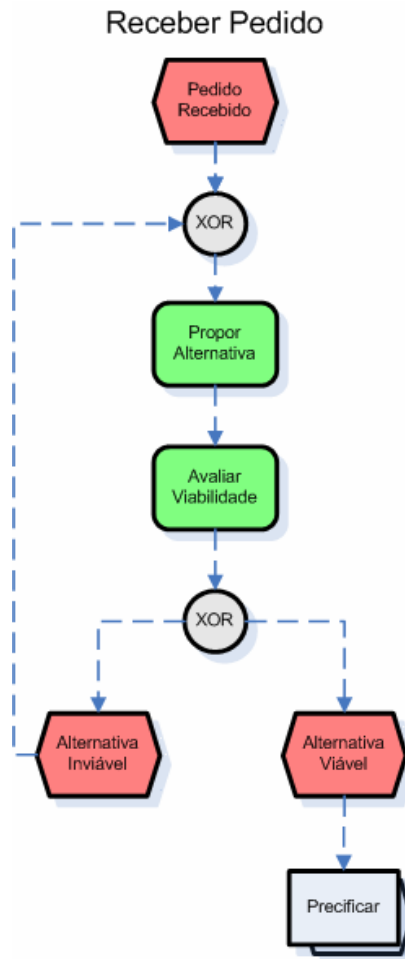 Receber Pedido
Pedido
Recebido
XOR
Propor
Alternativa
Avaliar
Viabilidade
XOR
Alternativa
Inviável
Alternativa
Viável
Precificar